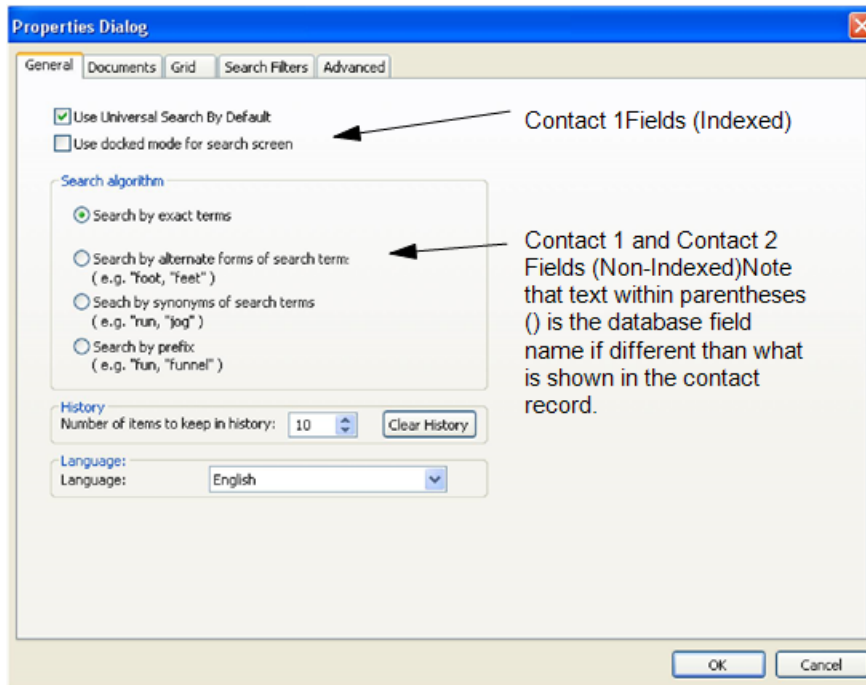 Properties Dialog
General Documents Grid Search Filters Advanced
Use Universal Search By Default
Use docked mode for search screen
Contact 1Fields (Indexed)
Search algorithm
Search by exact terms
Search by alternate forms of search term:
( e.g. "foot, "feet" )
Seach by synonyms of search terms
( e.g. "run, "jog" )
Search by prefix
( e.g. "fun, "funnel" )
Contact 1 and Contact 2
Fields (Non-Indexed)Note
that text within parentheses
() is the database field
name if different than what
is shown in the contact
record.
History
Number of items to keep in history: 10 Clear History
Language:
Language: English
OK Cancel